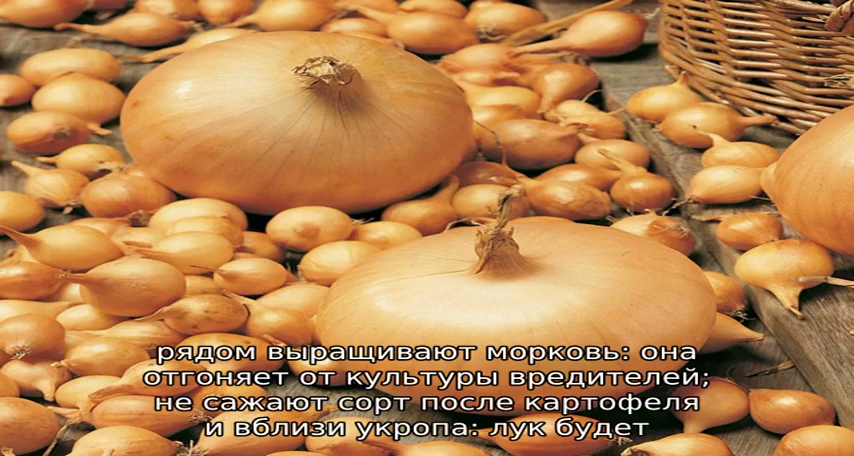 рядом выращивают морковь: она
отгоняет от культуры вредителей;
не сажают сорт после картофеля
и вблизи укропа: лук будет